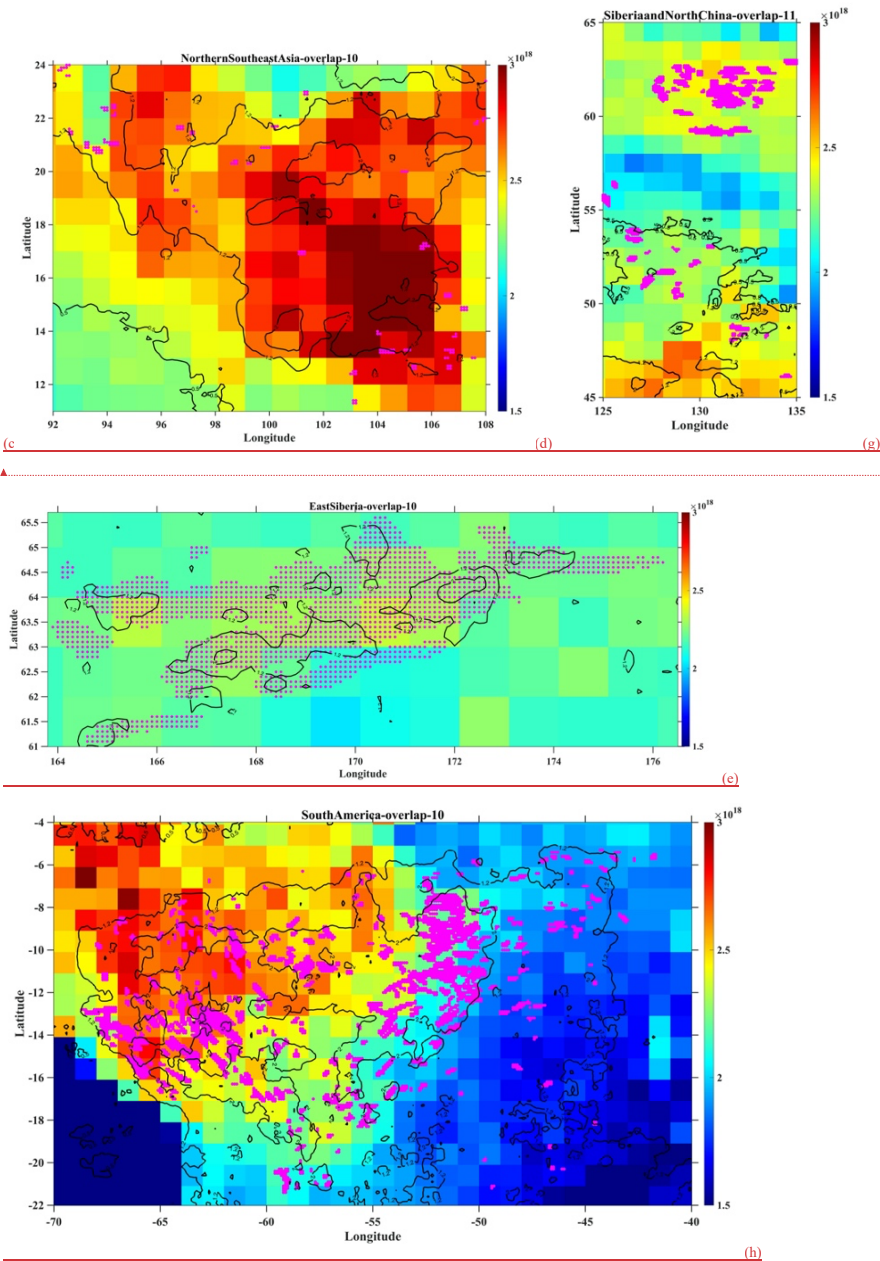 SiberiaandNorthChina-overlap-11
NorthernSoutheastAsia-overlap-10
×10^18
×10^18
24
22
20
18
16
14
12
Latitude
92 94 96 98 100 102 104 106 108
Longitude
3
2.5
2
1.5
65
60
55
50
45
Latitude
125 130 135
Longitude
3
2.5
2
1.5
(c (d) (g)
EastSiberia-overlap-10
×10^18
65.5
65
64.5
64
63.5
63
62.5
62
61.5
61
Latitude
164 166 168 170 172 174 176
Longitude
3
2.5
2
1.5
(e)
SouthAmerica-overlap-10
×10^18
-4
-6
-8
-10
-12
-14
-16
-18
-20
-22
Latitude
-70 -65 -60 -55 -50 -45 -40
Longitude
3
2.5
2
1.5
(h)